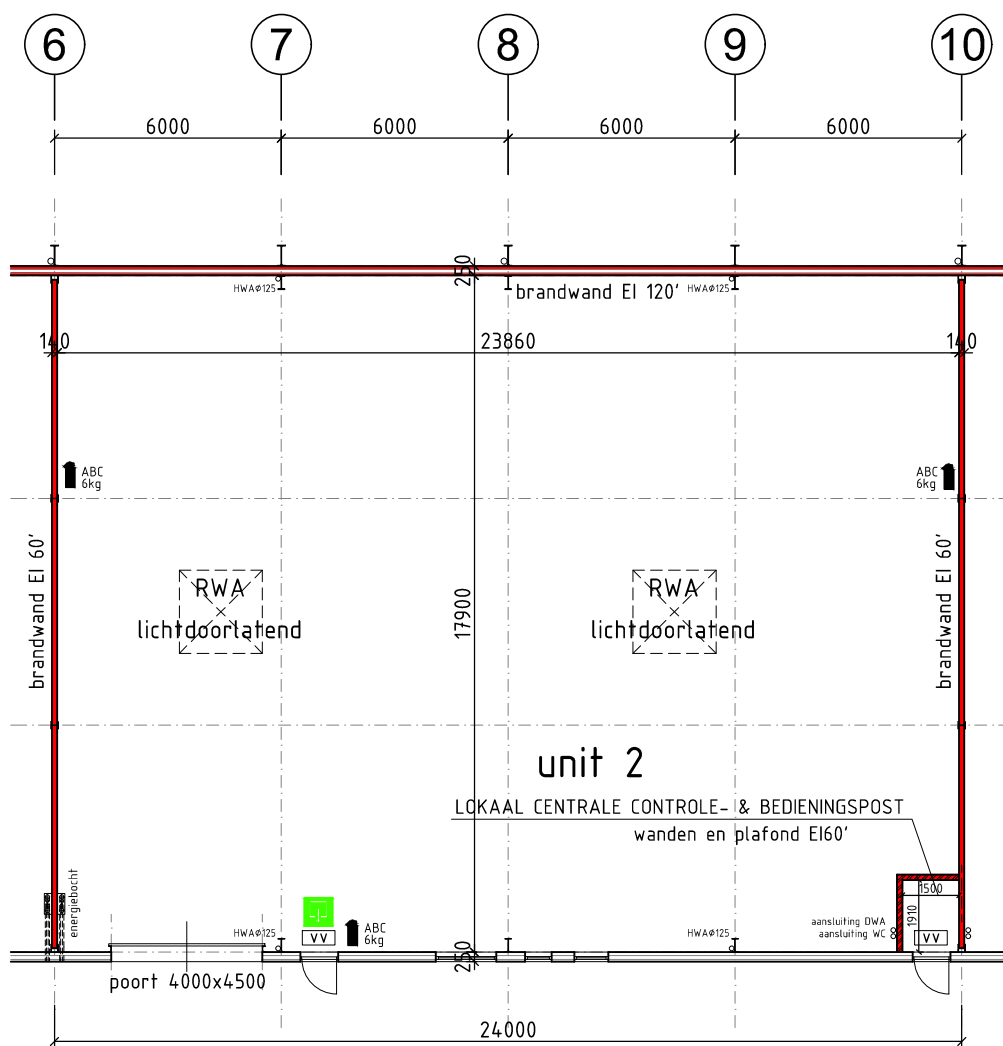 6 7 8 9 10
6000 6000 6000 6000
250
HWAø125
brandwand EI 120'
HWAø125
140 23860 140
ABC
6kg
ABC
6kg
brandwand EI 60'
RWA
lichtdoorlatend
17900
RWA
lichtdoorlatend
brandwand EI 60'
unit 2
LOKAAL CENTRALE CONTROLE- & BEDIENINGSPOST
wanden en plafond EI60'
energiebocht
1500
1910
aansluiting DWA
aansluiting WC
HWAø125
VV
ABC
6kg
HWAø125
VV
250
poort 4000x4500
24000